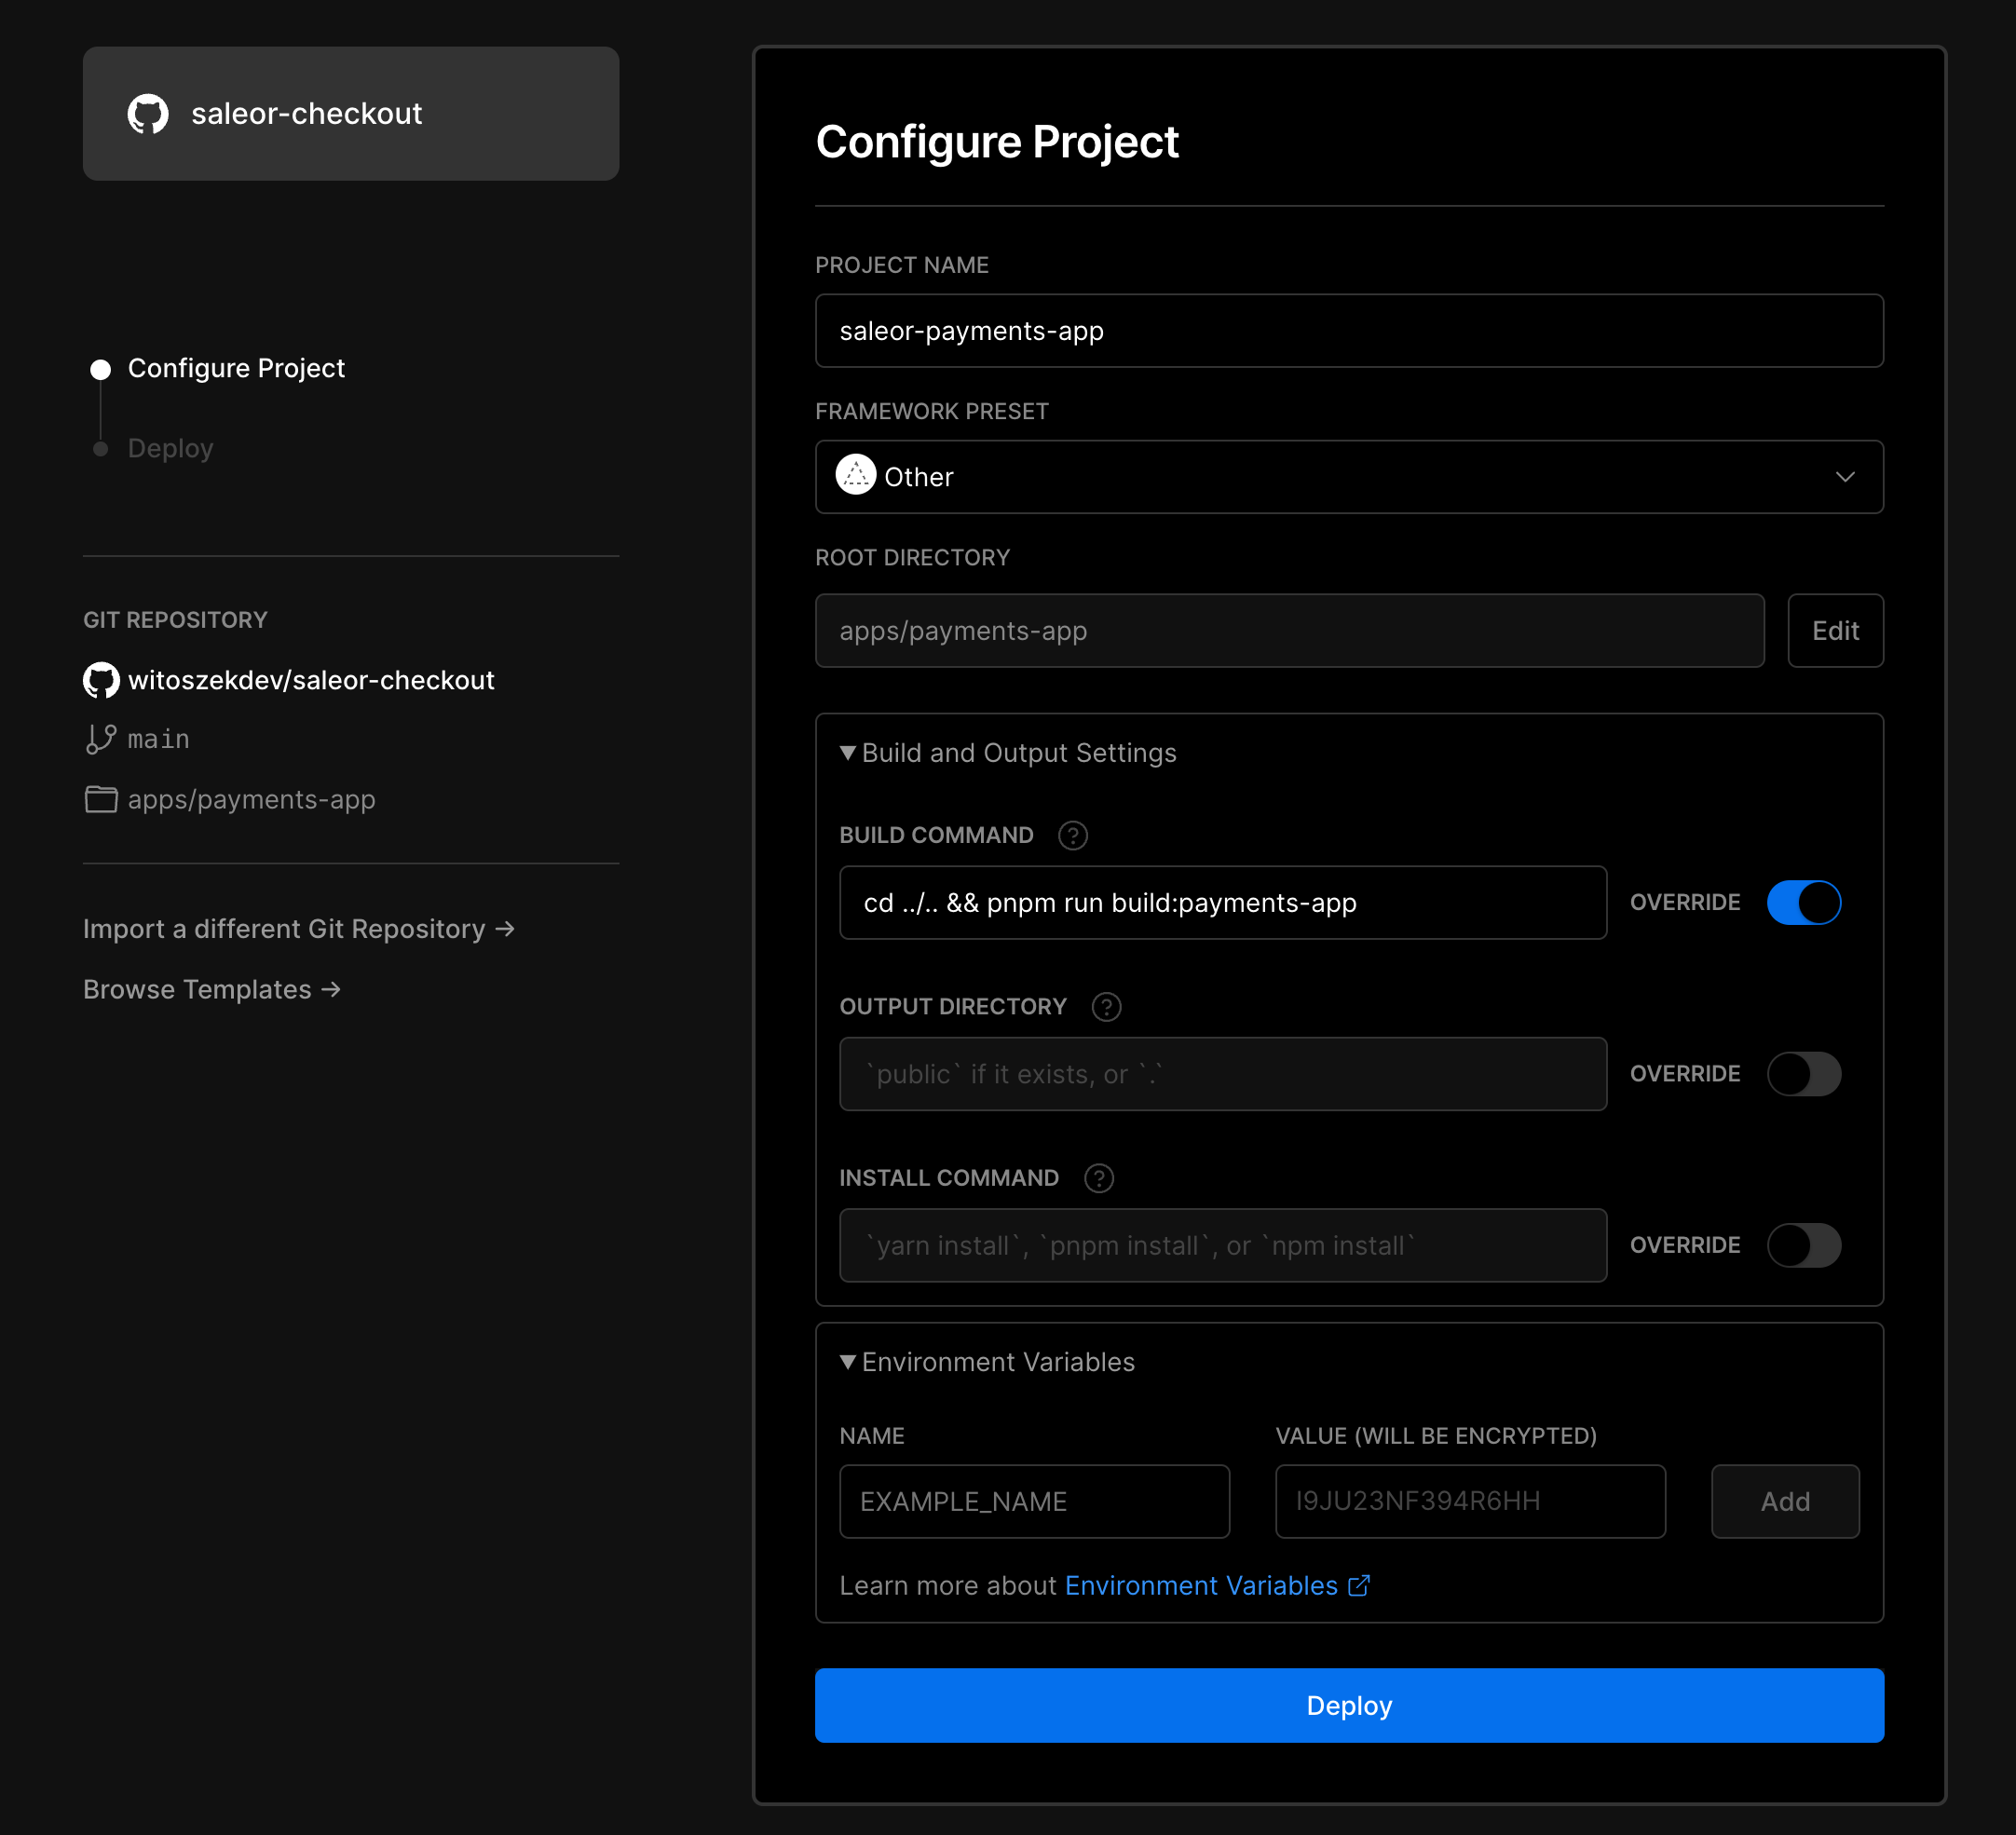 saleor-checkout
Configure Project
Deploy
GIT REPOSITORY
witoszekdev/saleor-checkout
main
apps/payments-app
Import a different Git Repository →
Browse Templates →
Configure Project
PROJECT NAME
saleor-payments-app
FRAMEWORK PRESET
Other
ROOT DIRECTORY
apps/payments-app
Edit
▼ Build and Output Settings
BUILD COMMAND ?
cd ../.. && pnpm run build:payments-app
OVERRIDE
OUTPUT DIRECTORY ?
`public` if it exists, or `.`
OVERRIDE
INSTALL COMMAND ?
`yarn install`, `pnpm install`, or `npm install`
OVERRIDE
▼ Environment Variables
NAME
VALUE (WILL BE ENCRYPTED)
EXAMPLE_NAME
I9JU23NF394R6HH
Add
Learn more about Environment Variables
Deploy